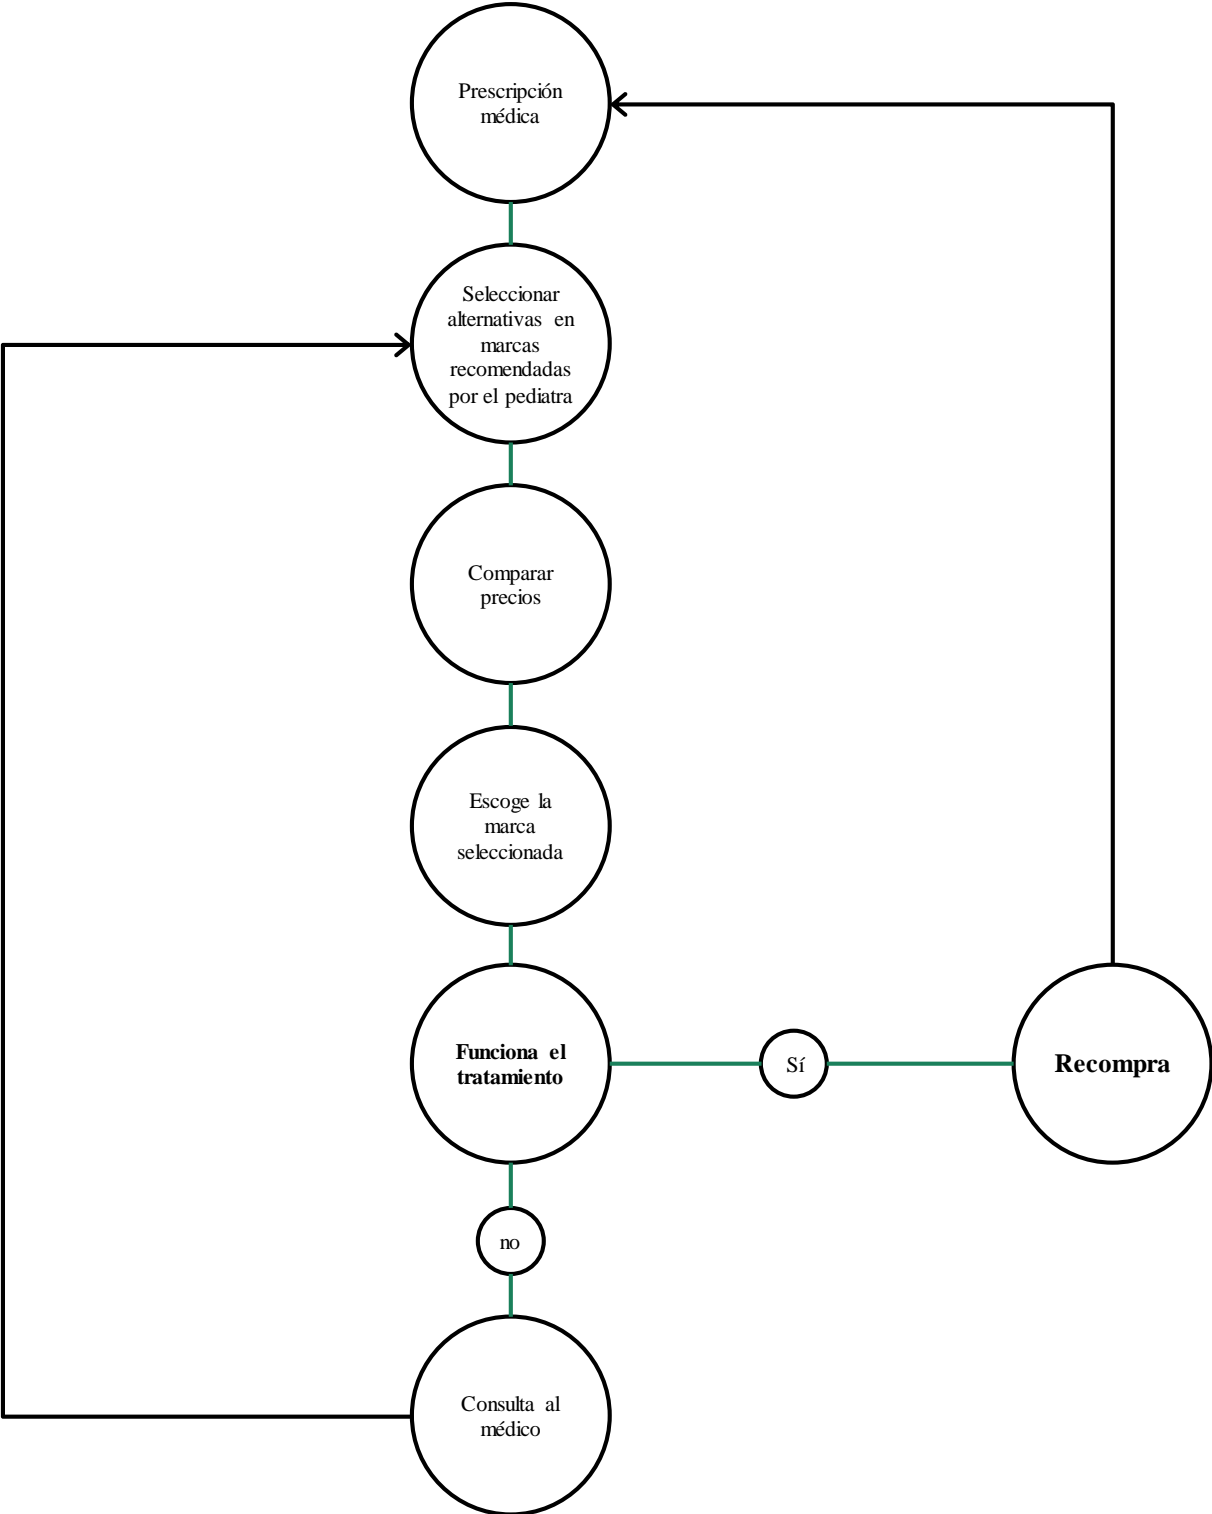 Prescripción
médica
Seleccionar
alternativas en
marcas
recomendadas
por el pediatra
Comparar
precios
Escoge la
marca
seleccionada
Funciona el
tratamiento
Sí
Recompra
no
Consulta al
médico